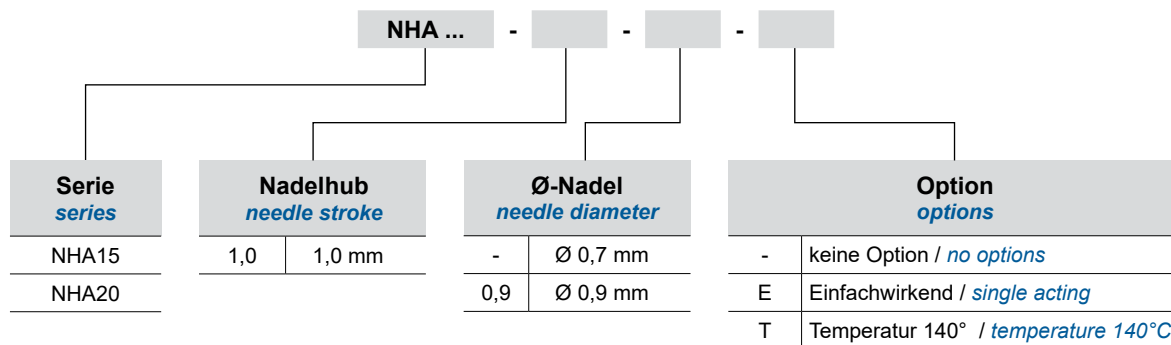 NHA ... - - -
Serie
series
NHA15
NHA20
Nadelhub
needle stroke
1,0 1,0 mm
Ø-Nadel
needle diameter
- Ø 0,7 mm
0,9 Ø 0,9 mm
Option
options
- keine Option / no options
E Einfachwirkend / single acting
T Temperatur 140° / temperature 140°C